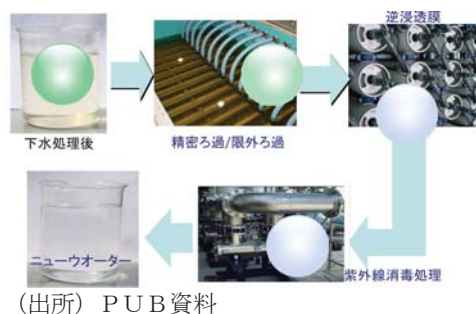 逆浸透膜
下水処理後
精密ろ過/限外ろ過
ニューウオーター
紫外線消毒処理
(出所) ＰＵＢ資料